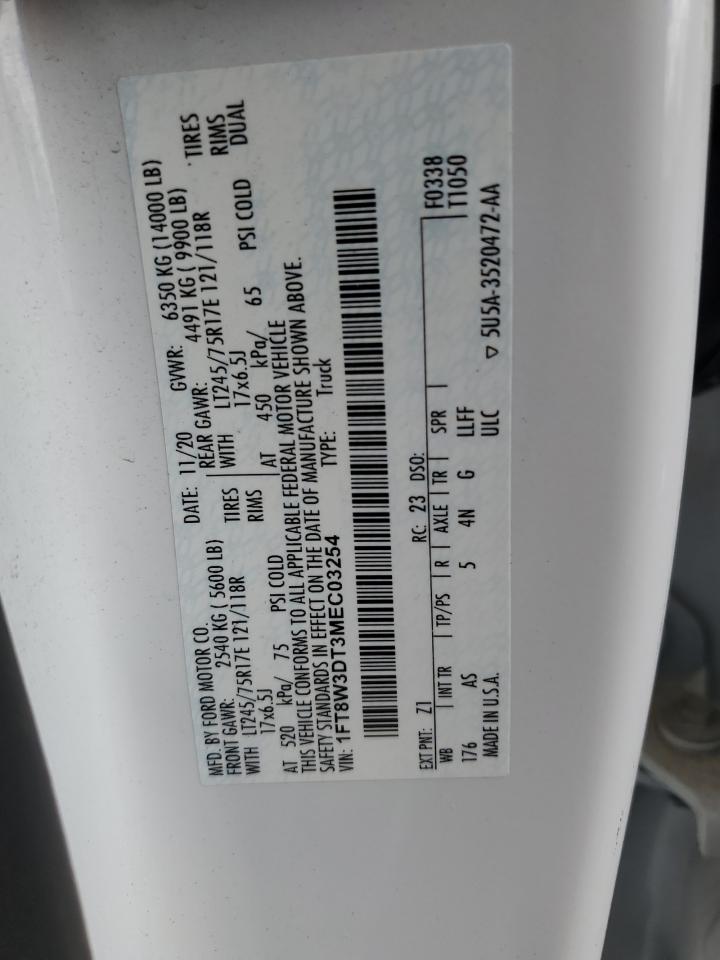 MFD. BY FORD MOTOR CO.
DATE: 11/20 GVWR: 6350 KG (14000 LB)
FRONT GAWR: 2540 KG ( 5600 LB) REAR GAWR: 4491 KG ( 9900 LB)
WITH LT245/75R17E 121/118R TIRES WITH LT245/75R17E 121/118R TIRES
17x6.5J RIMS 17x6.5J RIMS
AT 520 kPa/ 75 PSI COLD AT 450 kPa/ 65 PSI COLD DUAL
THIS VEHICLE CONFORMS TO ALL APPLICABLE FEDERAL MOTOR VEHICLE
SAFETY STANDARDS IN EFFECT ON THE DATE OF MANUFACTURE SHOWN ABOVE.
VIN: 1FT8W3DT3MEC03254 TYPE: Truck
EXT PNT: Z1 RC: 23 DSO: F0338
WB INT TR TP/PS R AXLE TR SPR T1050
176 AS 5 4N G LLFF
MADE IN U.S.A. ULC ▽ 5U5A-3520472-AA